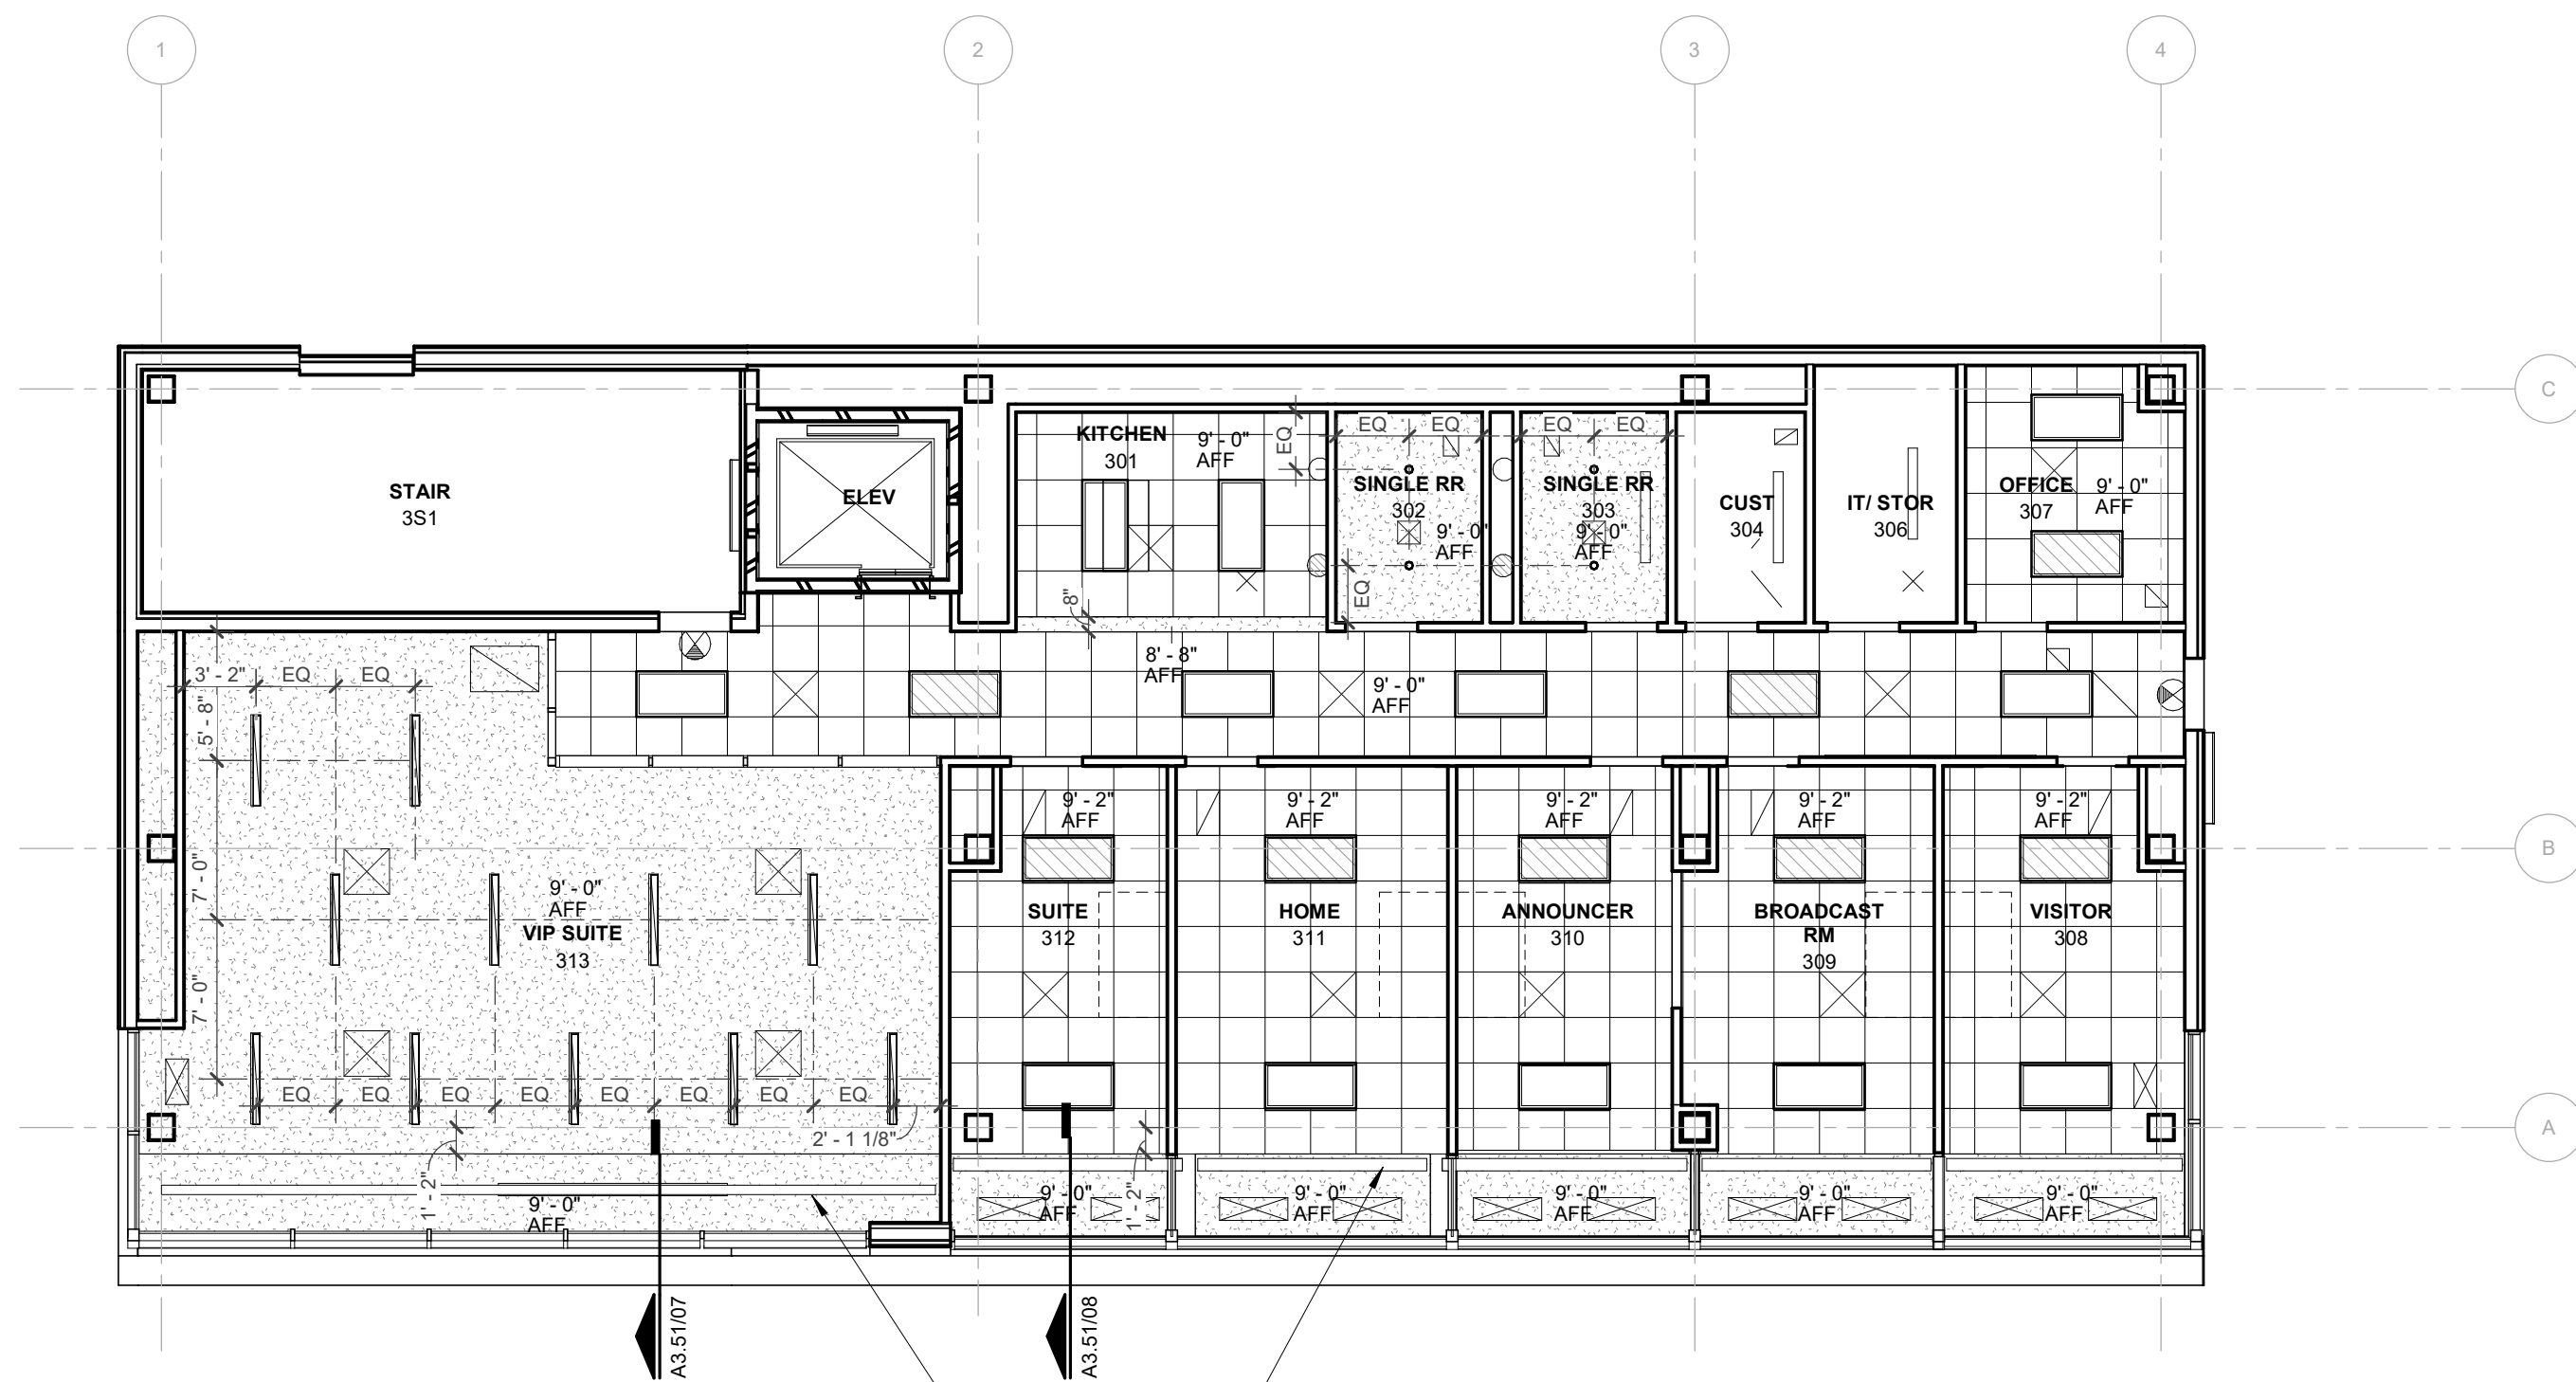 1
2
3
4
C
B
A
STAIR
3S1
ELEV
KITCHEN
301
9' - 0"
AFF
EQ
EQ
EQ
EQ
EQ
EQ
SINGLE RR
302
9' - 0"
AFF
SINGLE RR
303
9' - 0"
AFF
CUST
304
IT/ STOR
306
OFFICE
307
9' - 0"
AFF
8"
8' - 8"
AFF
9' - 0"
AFF
3' - 2"
EQ
EQ
5' - 8"
7' - 0"
7' - 0"
9' - 0"
AFF
VIP SUITE
313
EQ
EQ
EQ
EQ
EQ
EQ
EQ
EQ
2' - 1 1/8"
1' - 2"
9' - 0"
AFF
9' - 2"
AFF
SUITE
312
9' - 2"
AFF
HOME
311
9' - 2"
AFF
ANNOUNCER
310
9' - 2"
AFF
BROADCAST
RM
309
9' - 2"
AFF
VISITOR
308
1' - 2"
9' - 0"
AFF
9' - 0"
AFF
9' - 0"
AFF
9' - 0"
AFF
9' - 0"
AFF
A3.51/07
A3.51/08